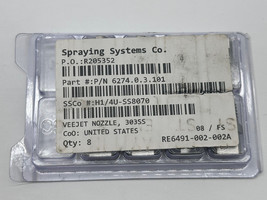 Spraying Systems Co.
P.O.:R205352
Part #:P/N 6274.0.3.101
SSCo #:H1/4U-SS8070
VEEJET NOZZLE, 303SS
CoO: UNITED STATES 08 / FS
Qty: 8 RE6491-002-002A